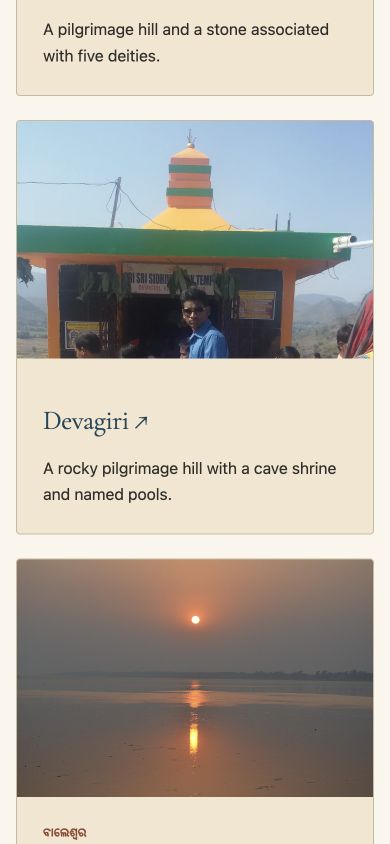 A pilgrimage hill and a stone associated
with five deities.
Devagiri ↗
A rocky pilgrimage hill with a cave shrine
and named pools.
ବାଲେଶ୍ୱର